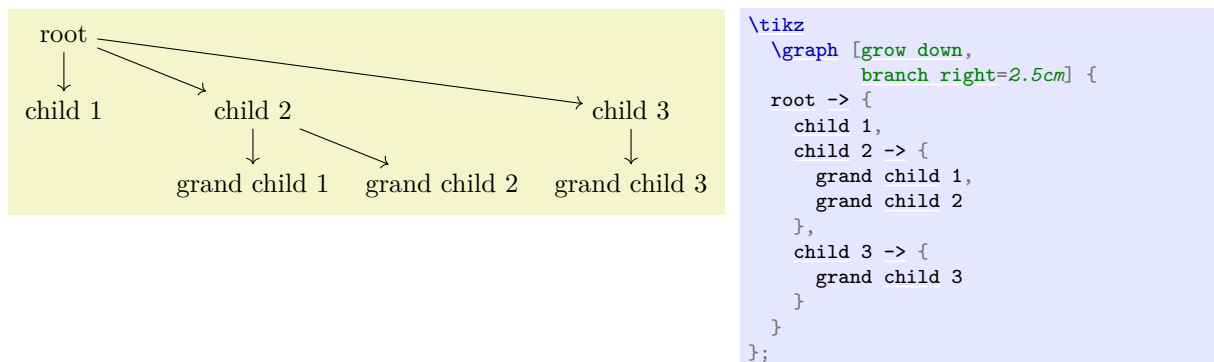 root
child 1 child 2 child 3
grand child 1 grand child 2 grand child 3
\tikz
  \graph [grow down,
          branch right=2.5cm] {
  root -> {
    child 1,
    child 2 -> {
      grand child 1,
      grand child 2
    },
    child 3 -> {
      grand child 3
    }
  }
};